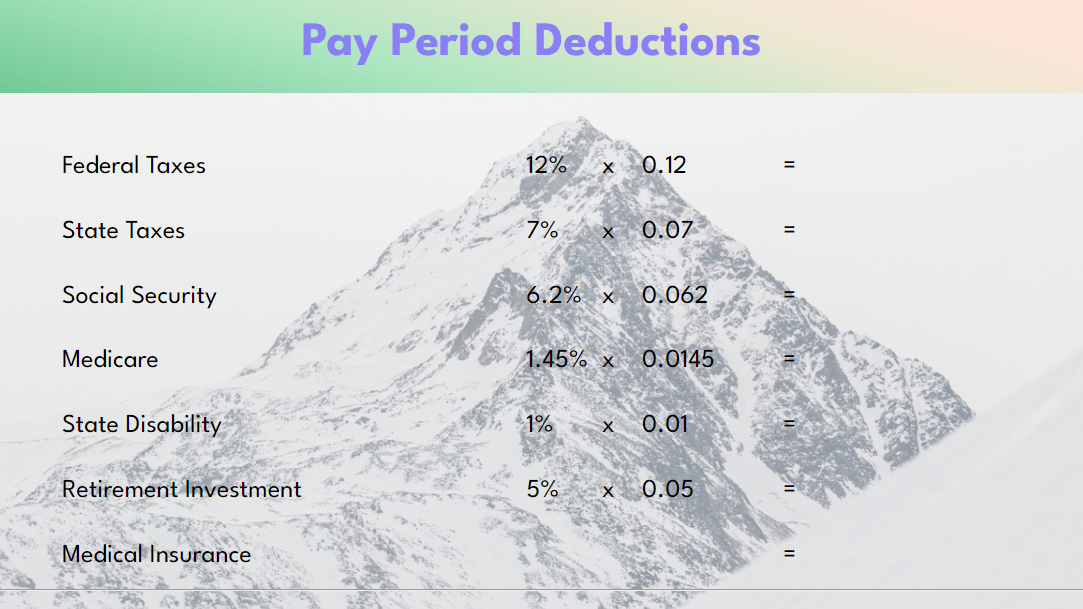 Pay Period Deductions
Federal Taxes 12% x 0.12 =
State Taxes 7% x 0.07 =
Social Security 6.2% x 0.062 =
Medicare 1.45% x 0.0145 =
State Disability 1% x 0.01 =
Retirement Investment 5% x 0.05 =
Medical Insurance =